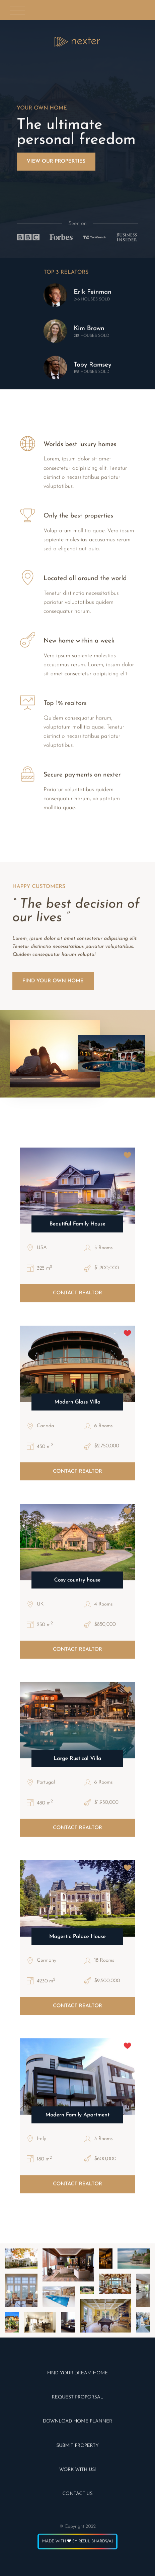 nexter
YOUR OWN HOME
The ultimate
personal freedom
VIEW OUR PROPERTIES
Seen on
BBC Forbes BUSINESS
INSIDER
TOP 3 RELATORS
Erik Feinman
HOUSES SOLD
Kim Brown
HOUSES SOLD
Toby Ramsey
HOUSES SOLD
Worlds best luxury homes
Lorem, ipsum dolor sit amet
consectetur adipisicing elit. Tenetur
distinctio necessitatibus pariatur
voluptatibus.
Only the best properties
Voluptatum mollitia quae. Vero ipsum
sapiente molestias accusamus rerum
sed a eligendi aut quia.
Located all around the world
Tenetur distinctio necessitatibus
pariatur voluptatibus quidem
consequatur harum.
New home within a week
Vero ipsum sapiente molestias
accusamus rerum. Lorem, ipsum dolor
sit amet consectetur adipisicing elit.
Top 1% realtors
Quidem consequatur harum,
voluptatum mollitia quae. Tenetur
distinctio necessitatibus pariatur
voluptatibus.
Secure payments on nexter
Pariatur voluptatibus quidem
consequatur harum, voluptatum
mollitia quae.
HAPPY CUSTOMERS
“ The best decision of
our lives ”
Lorem, ipsum dolor sit amet consectetur adipisicing elit.
Tenetur distinctio necessitatibus pariatur voluptatibus.
Quidem consequatur harum volupta!
FIND YOUR OWN HOME
Beautiful Family House
USA 5 Rooms
325 m² $1,200,000
CONTACT REALTOR
Modern Glass Villa
Canada 6 Rooms
450 m² $2,750,000
CONTACT REALTOR
Cosy country house
UK 4 Rooms
250 m² $850,000
CONTACT REALTOR
Large Rustical Villa
Portugal 6 Rooms
480 m² $1,950,000
CONTACT REALTOR
Magestic Palace House
Germany 18 Rooms
4230 m² $9,500,000
CONTACT REALTOR
Modern Family Apartment
Italy 3 Rooms
180 m² $600,000
CONTACT REALTOR
FIND YOUR DREAM HOME
REQUEST PROPORSAL
DOWNLOAD HOME PLANNER
SUBMIT PROPERTY
WORK WITH US!
CONTACT US
© Copyright 2022
MADE WITH BY RIZUL BHARDWAJ